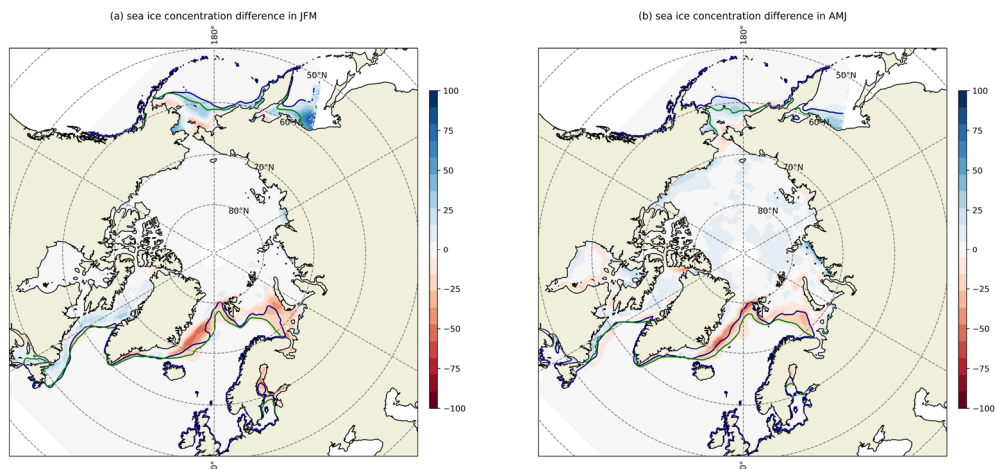 (a) sea ice concentration difference in JFM
180°
50°N
60°N
70°N
80°N
0°
100
75
50
25
0
−25
−50
−75
−100
(b) sea ice concentration difference in AMJ
180°
50°N
60°N
70°N
80°N
0°
100
75
50
25
0
−25
−50
−75
−100